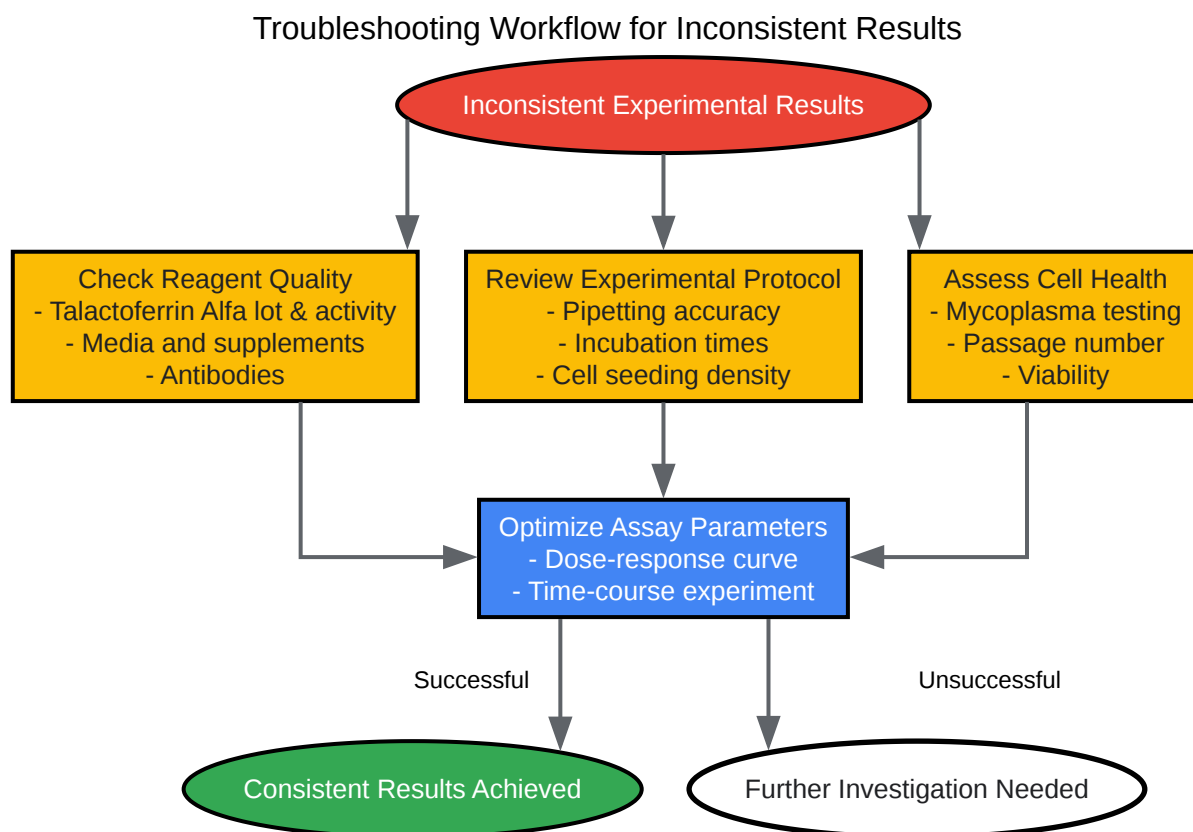 Troubleshooting Workflow for Inconsistent Results
Inconsistent Experimental Results
Check Reagent Quality
- Talactoferrin Alfa lot & activity
- Media and supplements
- Antibodies
Review Experimental Protocol
- Pipetting accuracy
- Incubation times
- Cell seeding density
Assess Cell Health
- Mycoplasma testing
- Passage number
- Viability
Optimize Assay Parameters
- Dose-response curve
- Time-course experiment
Successful
Unsuccessful
Consistent Results Achieved
Further Investigation Needed